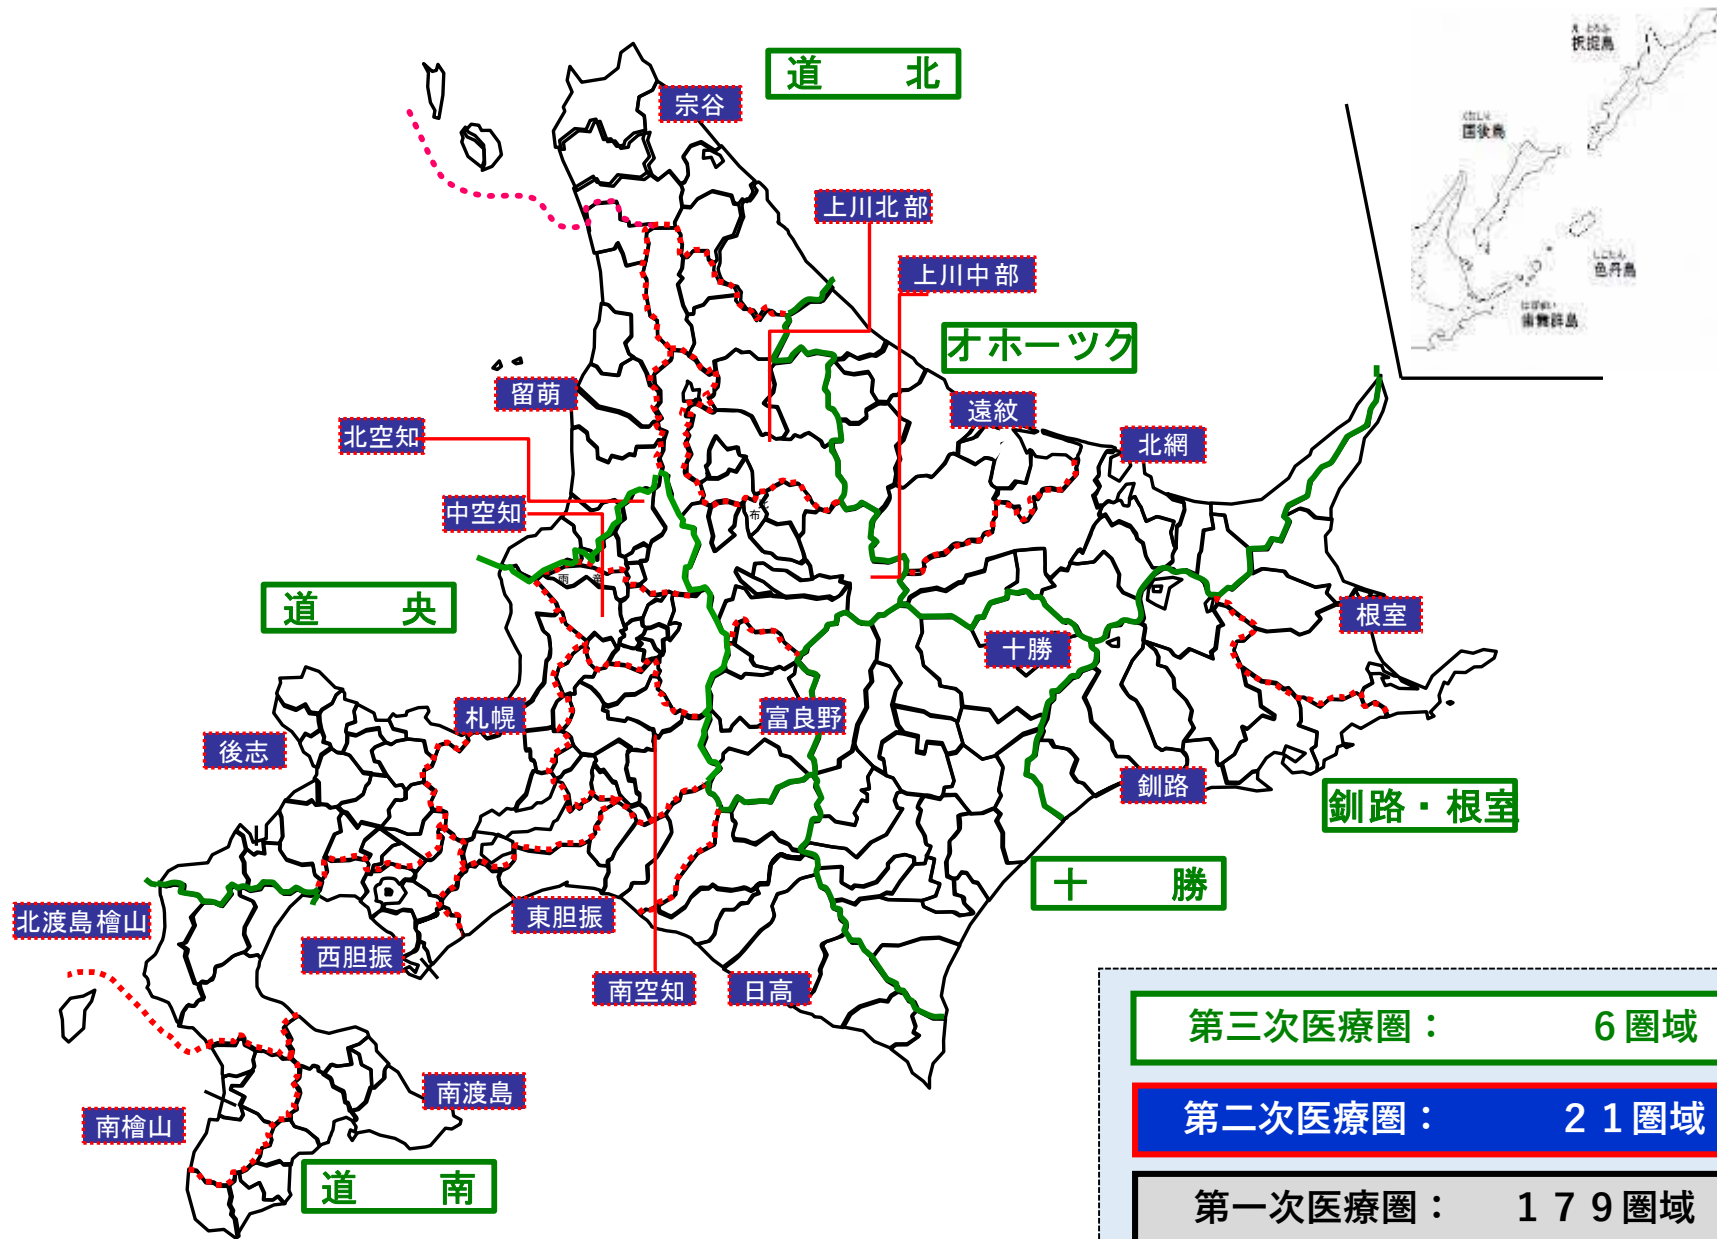 道　北
宗谷
上川北部
上川中部
オホーツク
留萌
遠紋
北空知
北網
中空知
布
雨　竜
道　央
根室
十勝
札幌
富良野
後志
釧路
釧路・根室
十　勝
北渡島檜山
東胆振
西胆振
南空知
日高
南渡島
南檜山
道　南
択捉島
国後島
色丹島
歯舞群島
第三次医療圏：　６圏域
第二次医療圏：　２１圏域
第一次医療圏：　１７９圏域